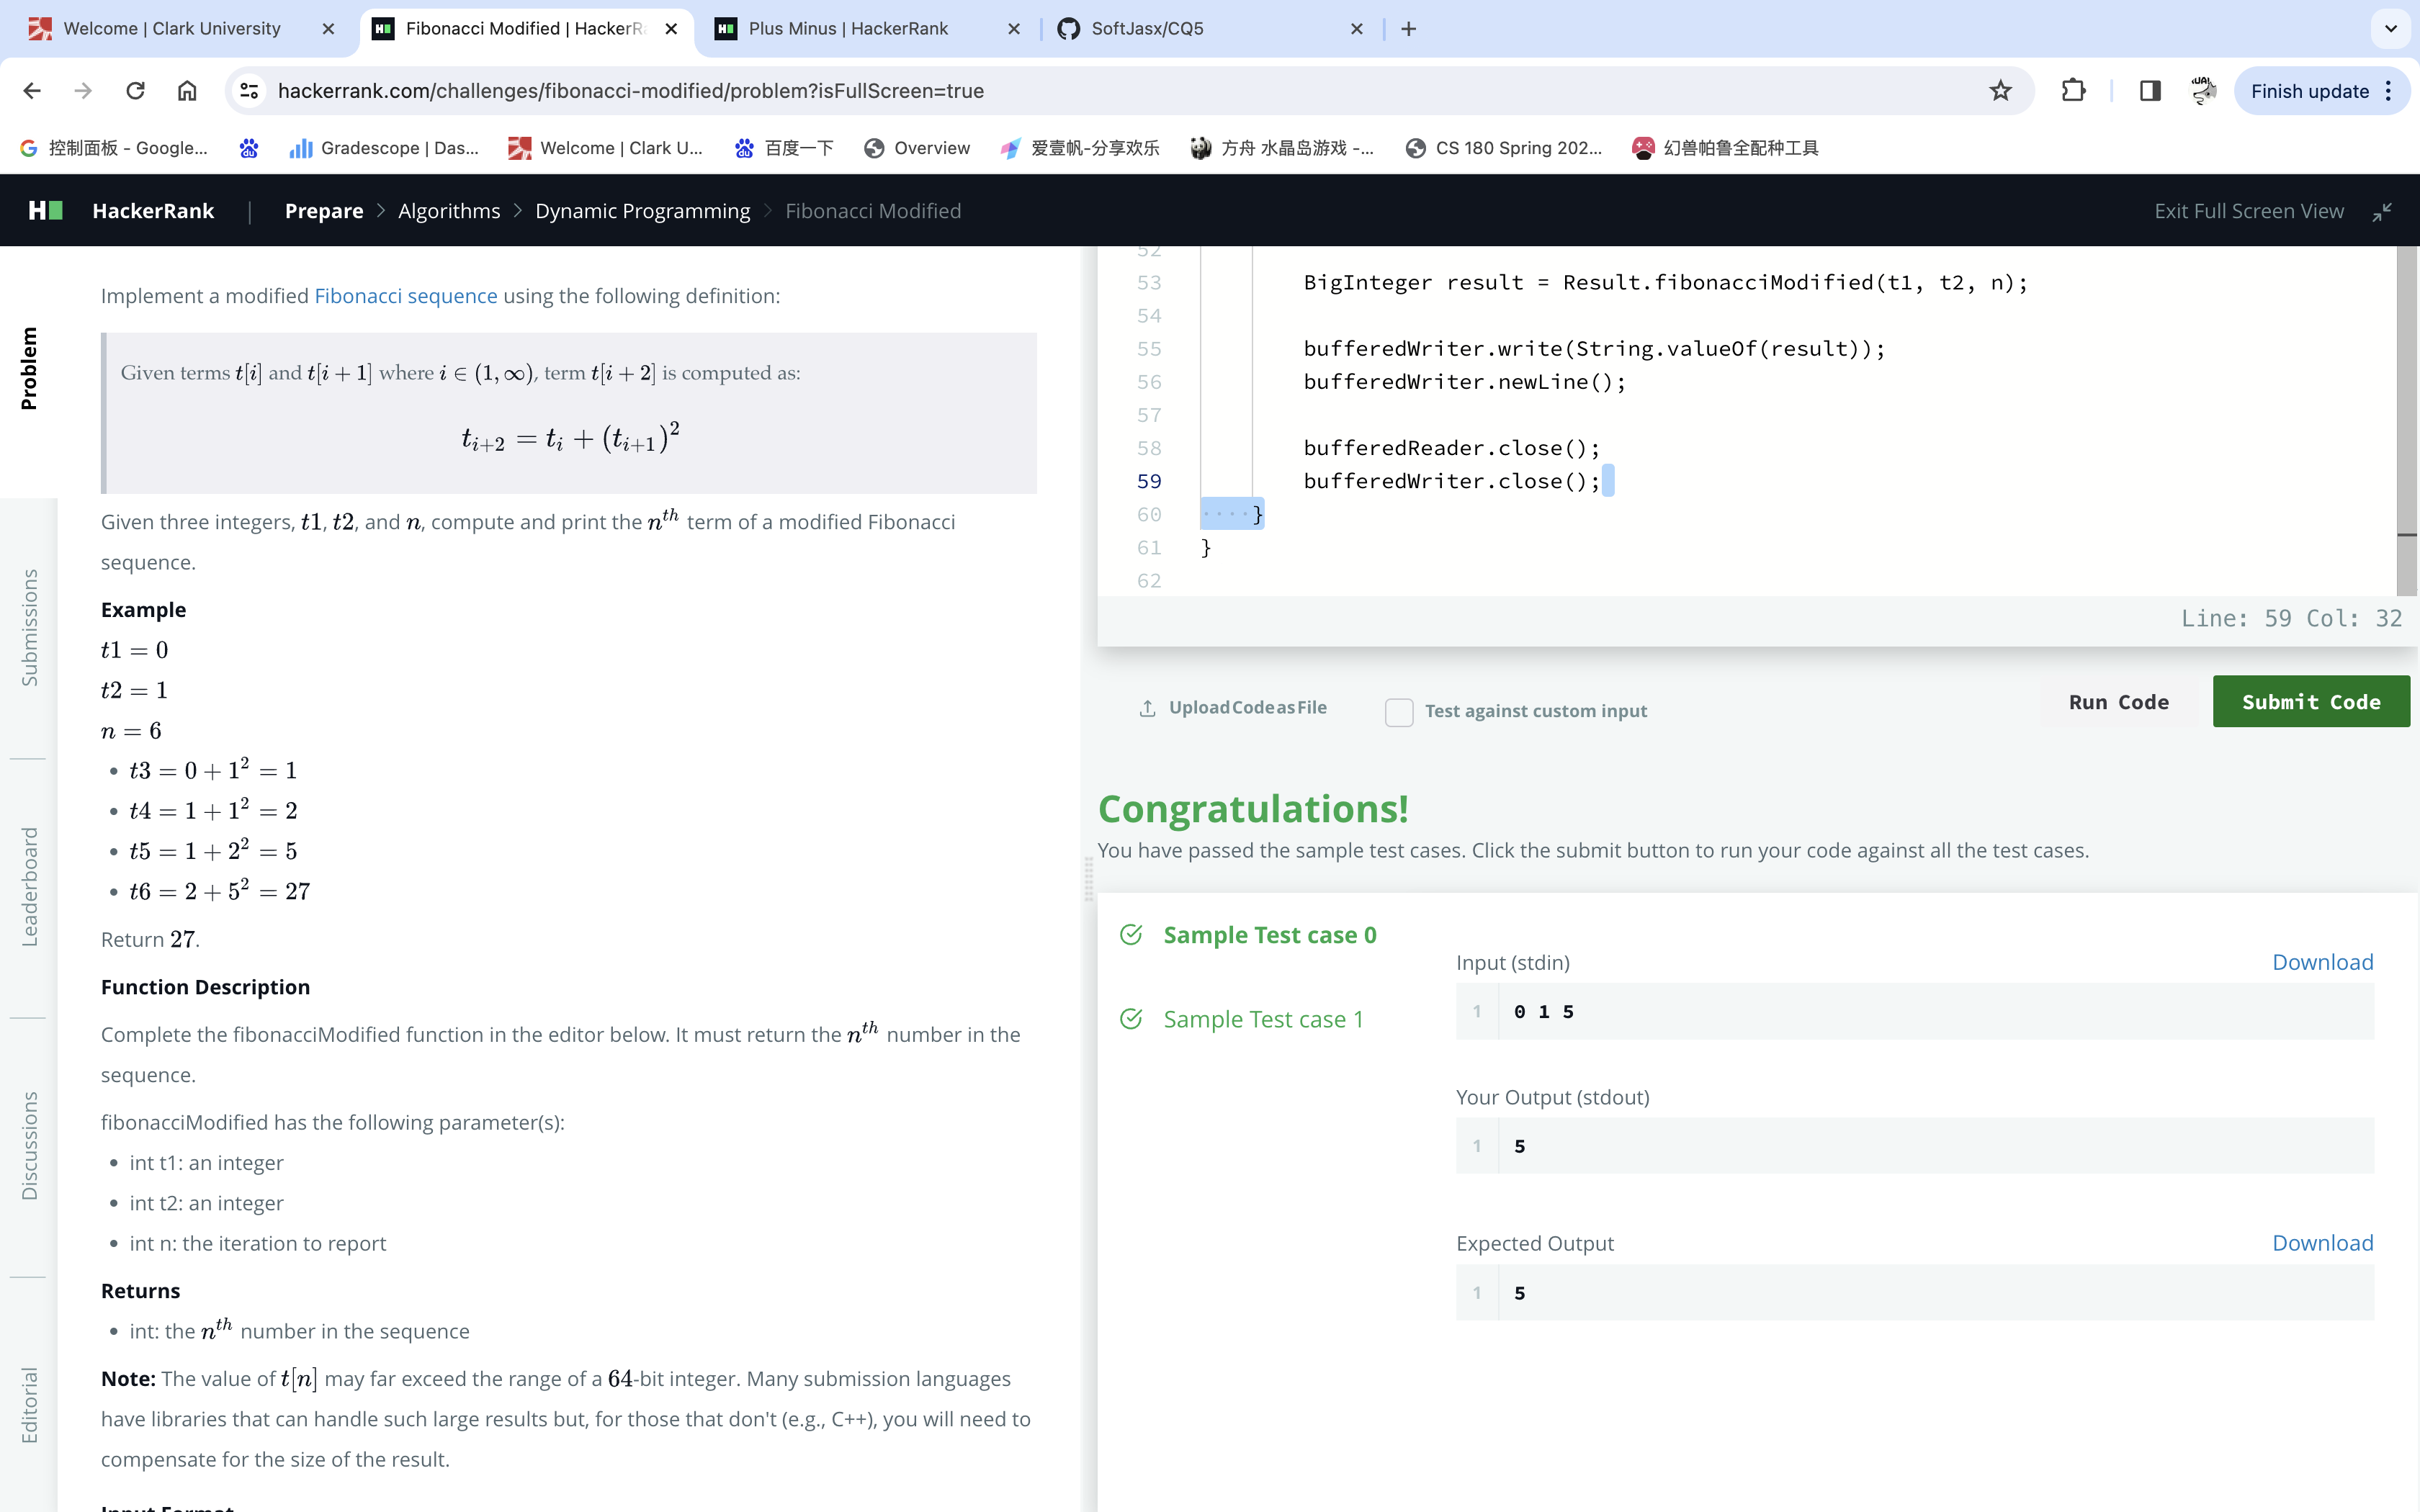 Welcome | Clark University
Fibonacci Modified | HackerRa
Plus Minus | HackerRank
SoftJasx/CQ5
hackerrank.com/challenges/fibonacci-modified/problem?isFullScreen=true
Finish update
控制面板 - Google...
Gradescope | Das...
Welcome | Clark U...
百度一下
Overview
爱壹帆-分享欢乐
方舟 水晶岛游戏 -...
CS 180 Spring 202...
幻兽帕鲁全配种工具
HackerRank | Prepare > Algorithms > Dynamic Programming > Fibonacci Modified
Exit Full Screen View
Problem
Submissions
Leaderboard
Discussions
Editorial
Implement a modified Fibonacci sequence using the following definition:
Given terms t[i] and t[i + 1] where i ∈ (1, ∞), term t[i + 2] is computed as:
t_{i+2} = t_i + (t_{i+1})^2
Given three integers, t1, t2, and n, compute and print the n^{th} term of a modified Fibonacci
sequence.
Example
t1 = 0
t2 = 1
n = 6
• t3 = 0 + 1^2 = 1
• t4 = 1 + 1^2 = 2
• t5 = 1 + 2^2 = 5
• t6 = 2 + 5^2 = 27
Return 27.
Function Description
Complete the fibonacciModified function in the editor below. It must return the n^{th} number in the
sequence.
fibonacciModified has the following parameter(s):
• int t1: an integer
• int t2: an integer
• int n: the iteration to report
Returns
• int: the n^{th} number in the sequence
Note: The value of t[n] may far exceed the range of a 64-bit integer. Many submission languages
have libraries that can handle such large results but, for those that don't (e.g., C++), you will need to
compensate for the size of the result.
Input Format
52
53 BigInteger result = Result.fibonacciModified(t1, t2, n);
54
55 bufferedWriter.write(String.valueOf(result));
56 bufferedWriter.newLine();
57
58 bufferedReader.close();
59 bufferedWriter.close();
60 ····}
61 }
62
Line: 59 Col: 32
Upload Code as File
Test against custom input
Run Code
Submit Code
Congratulations!
You have passed the sample test cases. Click the submit button to run your code against all the test cases.
Sample Test case 0
Sample Test case 1
Input (stdin)
Download
1 0 1 5
Your Output (stdout)
1 5
Expected Output
Download
1 5